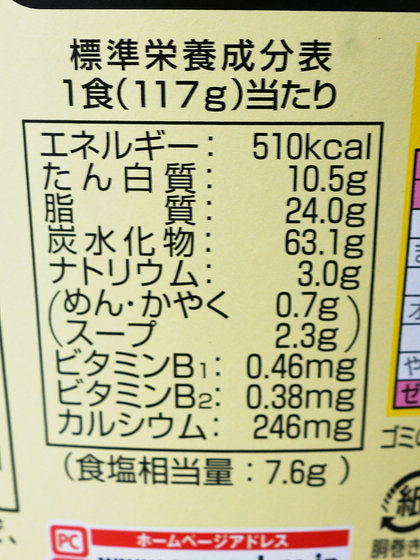 標準栄養成分表
1食(117g)当たり
エネルギー: 510kcal
たん白質: 10.5g
脂質: 24.0g
炭水化物: 63.1g
ナトリウム: 3.0g
(めん・かやく 0.7g
スープ 2.3g)
ビタミンB1: 0.46mg
ビタミンB2: 0.38mg
カルシウム: 246mg
(食塩相当量:7.6g)
PC ホームページアドレス
や
ゼ
ゴミ
紙